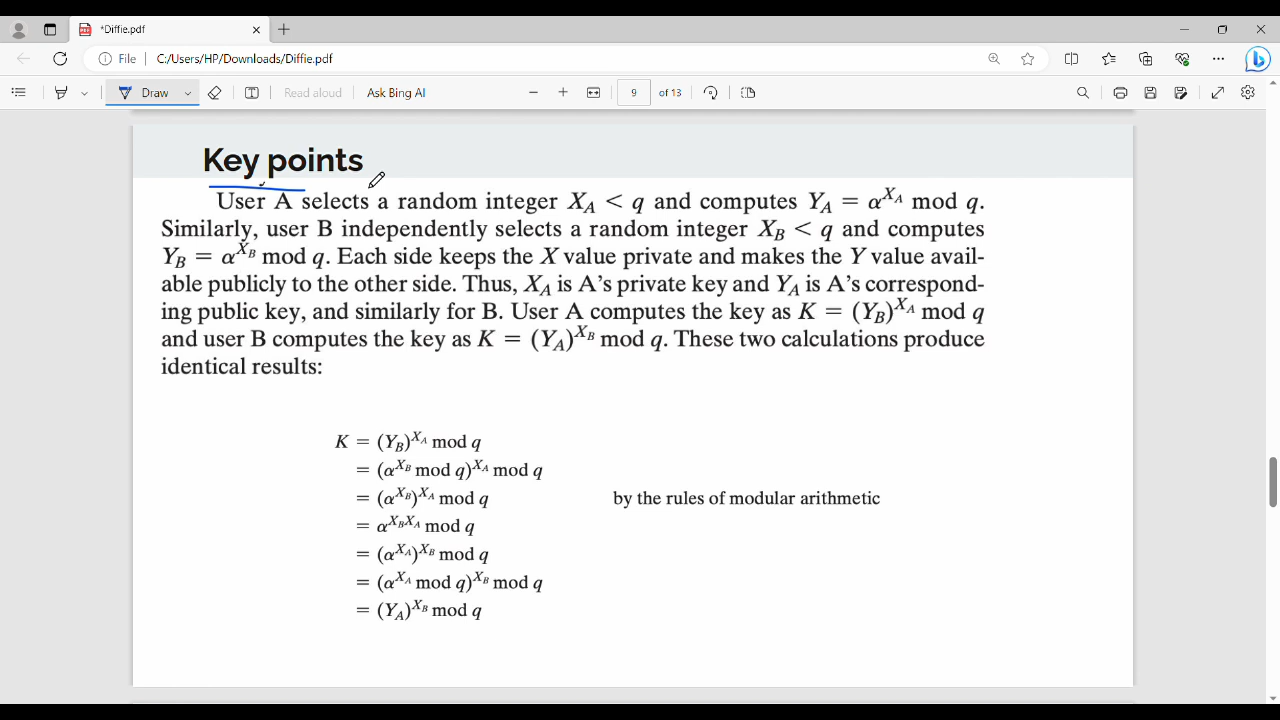 *Diffie.pdf
File C:/Users/HP/Downloads/Diffie.pdf
Draw Read aloud Ask Bing AI 9 of 13
Key points
User A selects a random integer X_A < q and computes Y_A = α^{X_A} mod q.
Similarly, user B independently selects a random integer X_B < q and computes
Y_B = α^{X_B} mod q. Each side keeps the X value private and makes the Y value avail-
able publicly to the other side. Thus, X_A is A's private key and Y_A is A's correspond-
ing public key, and similarly for B. User A computes the key as K = (Y_B)^{X_A} mod q
and user B computes the key as K = (Y_A)^{X_B} mod q. These two calculations produce
identical results:
K = (Y_B)^{X_A} mod q
= (α^{X_B} mod q)^{X_A} mod q
= (α^{X_B})^{X_A} mod q by the rules of modular arithmetic
= α^{X_B X_A} mod q
= (α^{X_A})^{X_B} mod q
= (α^{X_A} mod q)^{X_B} mod q
= (Y_A)^{X_B} mod q